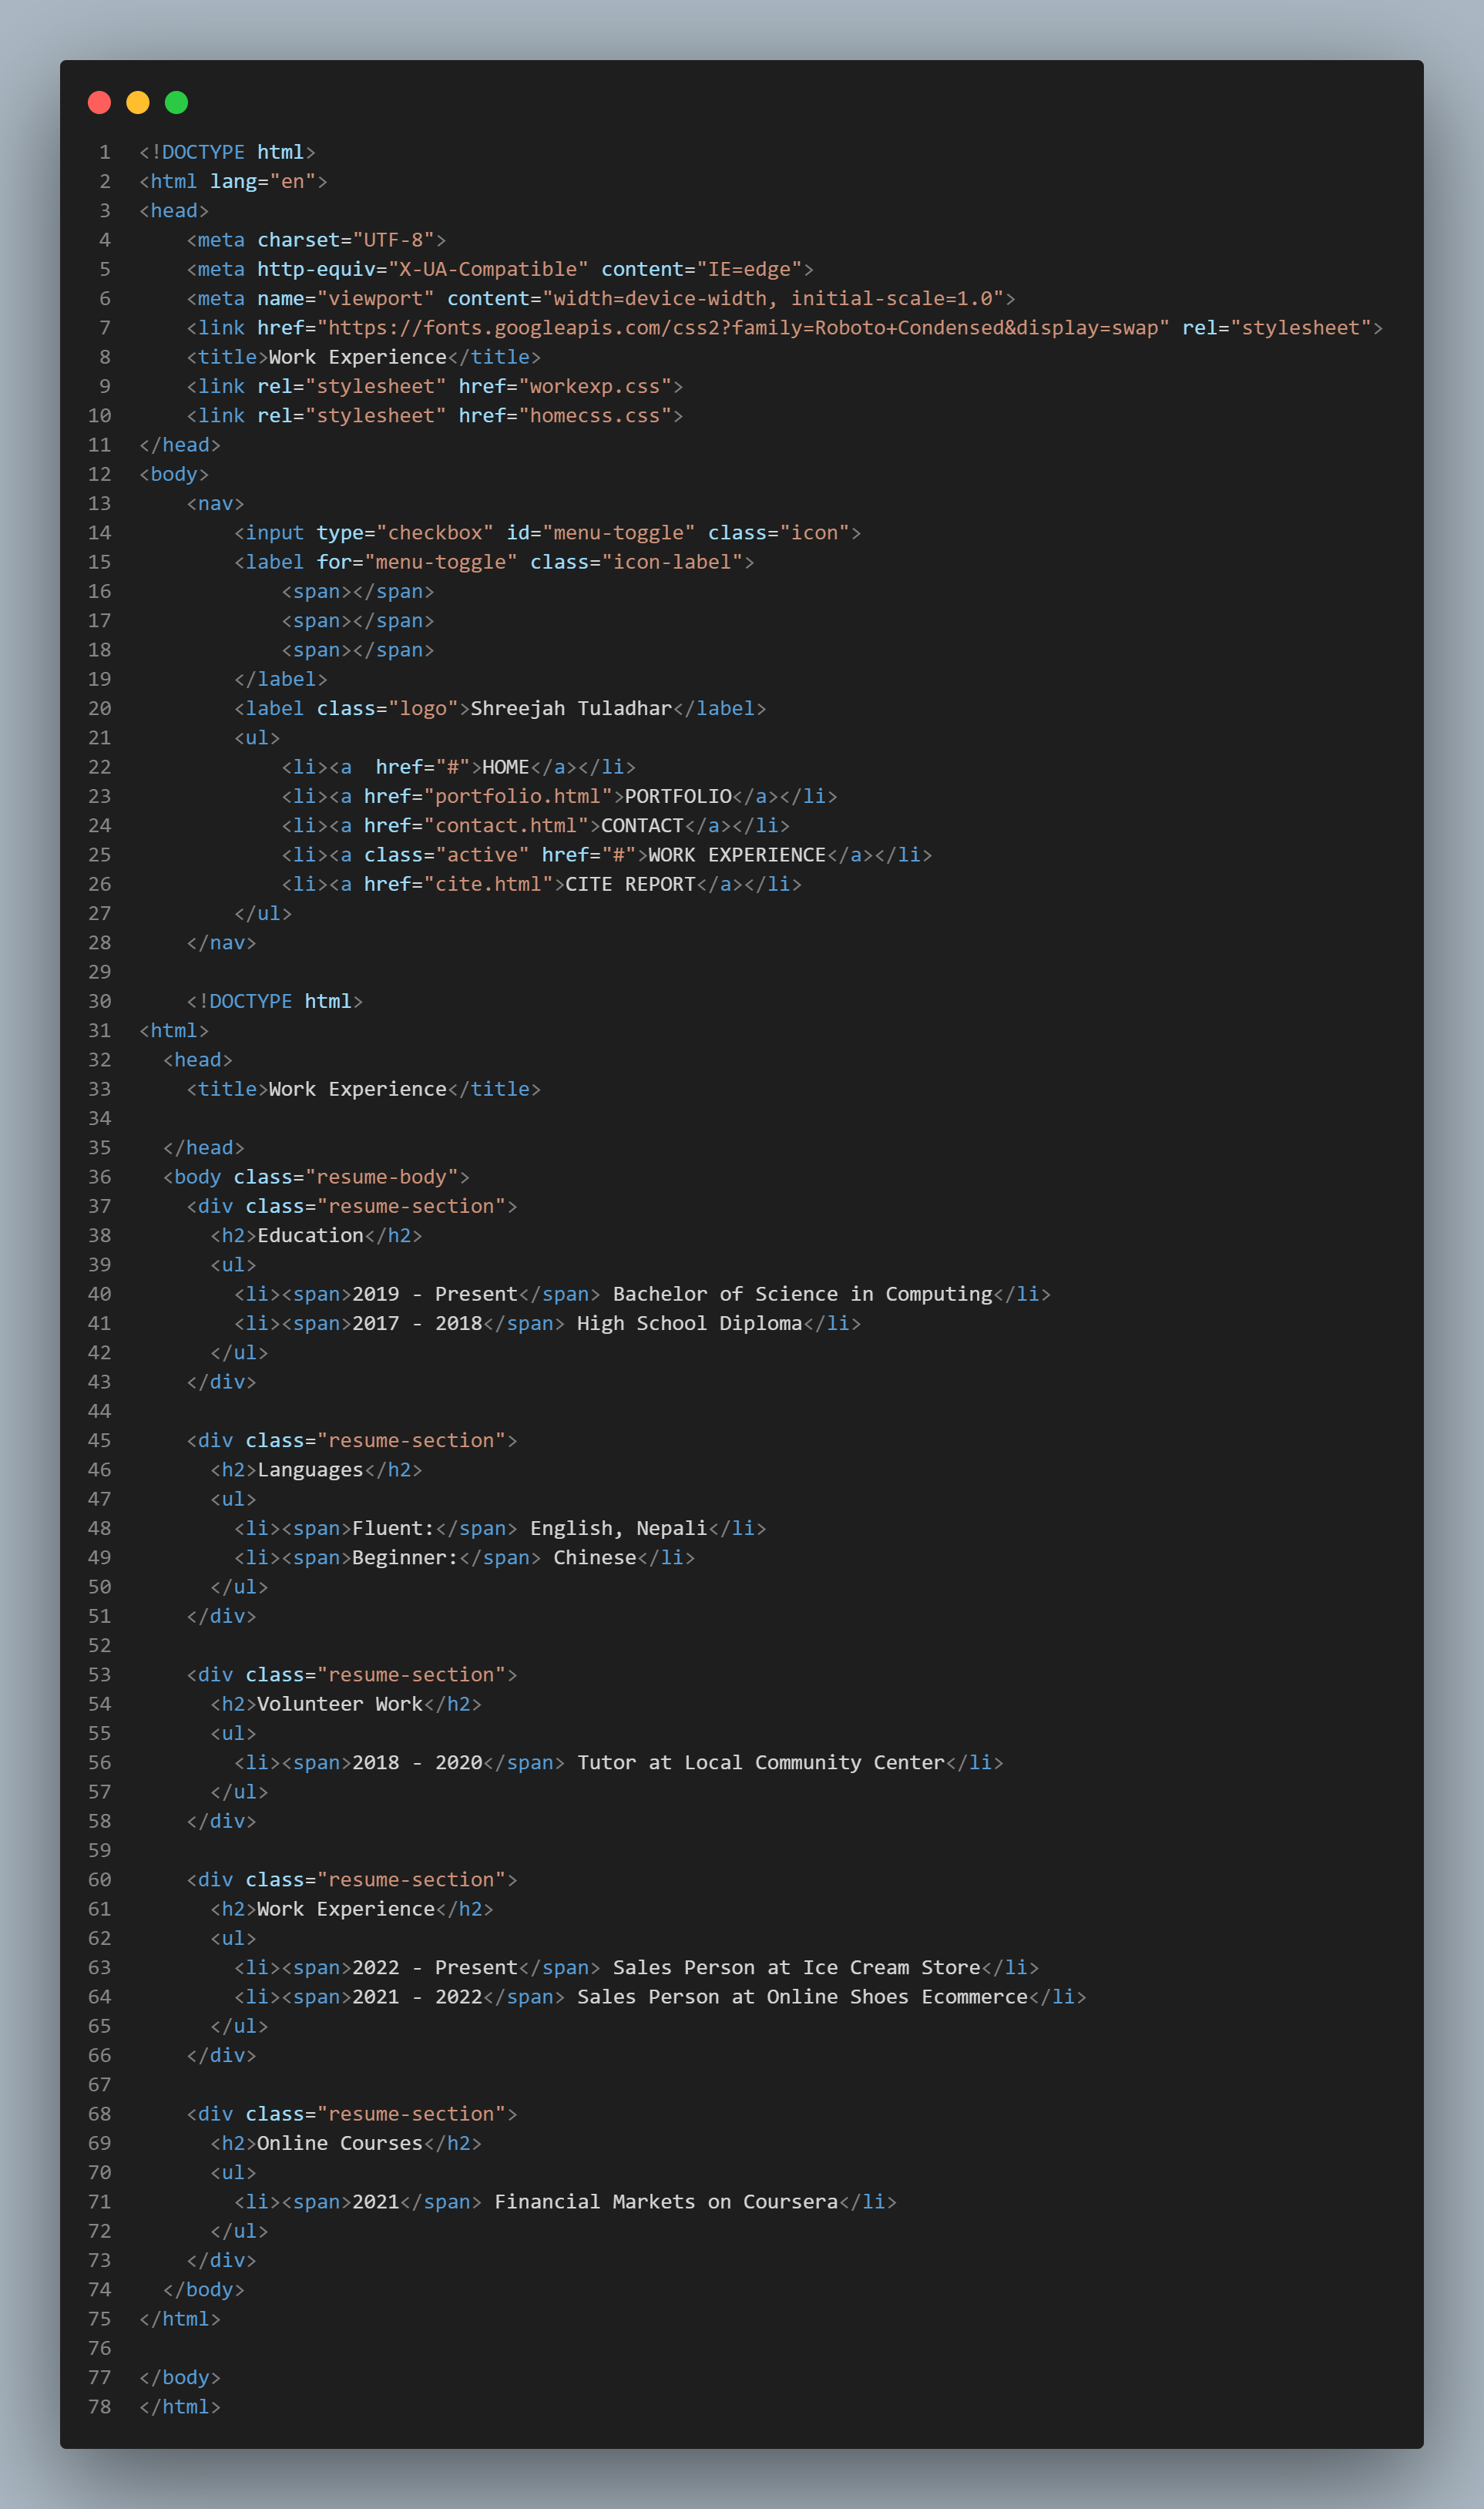 1 <!DOCTYPE html>
2 <html lang="en">
3 <head>
4     <meta charset="UTF-8">
5     <meta http-equiv="X-UA-Compatible" content="IE=edge">
6     <meta name="viewport" content="width=device-width, initial-scale=1.0">
7     <link href="https://fonts.googleapis.com/css2?family=Roboto+Condensed&display=swap" rel="stylesheet">
8     <title>Work Experience</title>
9     <link rel="stylesheet" href="workexp.css">
10     <link rel="stylesheet" href="homecss.css">
11 </head>
12 <body>
13     <nav>
14         <input type="checkbox" id="menu-toggle" class="icon">
15         <label for="menu-toggle" class="icon-label">
16             <span></span>
17             <span></span>
18             <span></span>
19         </label>
20         <label class="logo">Shreejah Tuladhar</label>
21         <ul>
22             <li><a  href="#">HOME</a></li>
23             <li><a href="portfolio.html">PORTFOLIO</a></li>
24             <li><a href="contact.html">CONTACT</a></li>
25             <li><a class="active" href="#">WORK EXPERIENCE</a></li>
26             <li><a href="cite.html">CITE REPORT</a></li>
27         </ul>
28     </nav>
29
30     <!DOCTYPE html>
31 <html>
32   <head>
33     <title>Work Experience</title>
34
35   </head>
36   <body class="resume-body">
37     <div class="resume-section">
38       <h2>Education</h2>
39       <ul>
40         <li><span>2019 - Present</span> Bachelor of Science in Computing</li>
41         <li><span>2017 - 2018</span> High School Diploma</li>
42       </ul>
43     </div>
44
45     <div class="resume-section">
46       <h2>Languages</h2>
47       <ul>
48         <li><span>Fluent:</span> English, Nepali</li>
49         <li><span>Beginner:</span> Chinese</li>
50       </ul>
51     </div>
52
53     <div class="resume-section">
54       <h2>Volunteer Work</h2>
55       <ul>
56         <li><span>2018 - 2020</span> Tutor at Local Community Center</li>
57       </ul>
58     </div>
59
60     <div class="resume-section">
61       <h2>Work Experience</h2>
62       <ul>
63         <li><span>2022 - Present</span> Sales Person at Ice Cream Store</li>
64         <li><span>2021 - 2022</span> Sales Person at Online Shoes Ecommerce</li>
65       </ul>
66     </div>
67
68     <div class="resume-section">
69       <h2>Online Courses</h2>
70       <ul>
71         <li><span>2021</span> Financial Markets on Coursera</li>
72       </ul>
73     </div>
74   </body>
75 </html>
76
77 </body>
78 </html>